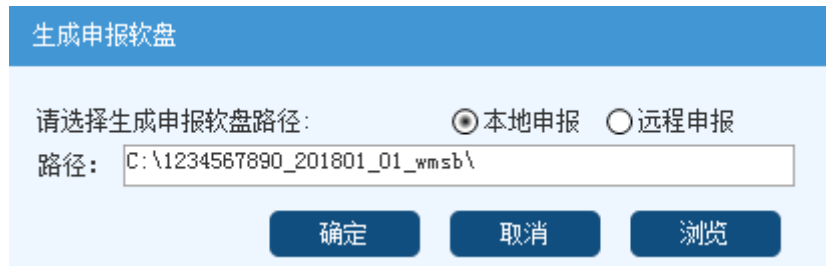 生成申报软盘
请选择生成申报软盘路径: 本地申报 远程申报
路径: C:\1234567890_201801_01_wmsb\
确定 取消 浏览